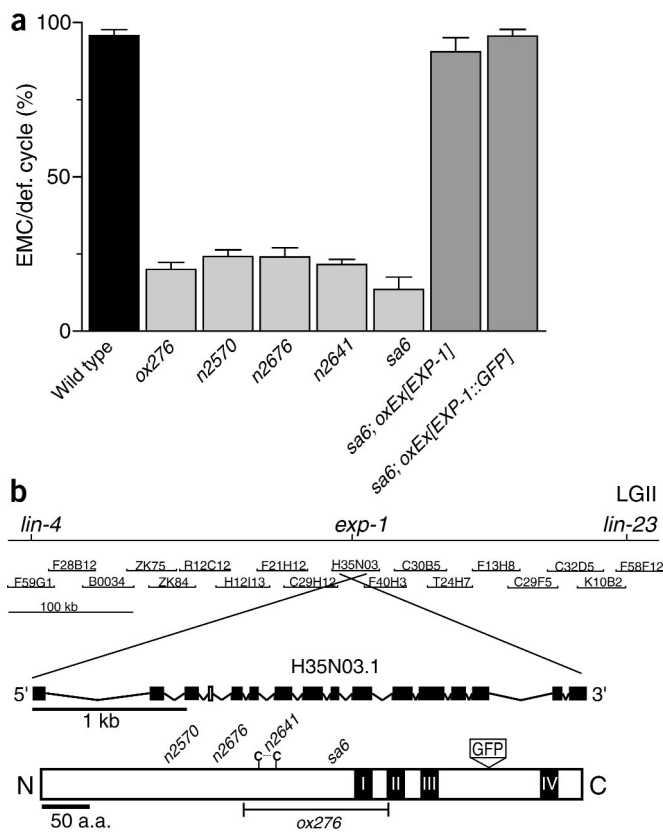 a
100
50
0
EMC/def. cycle (%)
Wild type
ox276
n2570
n2676
n2641
sa6
sa6; oxEx[EXP-1]
sa6; oxEx[EXP-1::GFP]
b
LGII
lin-4 exp-1 lin-23
F28B12 ZK75 R12C12 F21H12 H35N03 C30B5 F13H8 C32D5 F58F12
F59G1 B0034 ZK84 H12I13 C29H12 F40H3 T24H7 C29F5 K10B2
100 kb
H35N03.1
5' 3'
1 kb
n2570 n2676 n2641 sa6
C C GFP
N I II III IV C
50 a.a. ox276